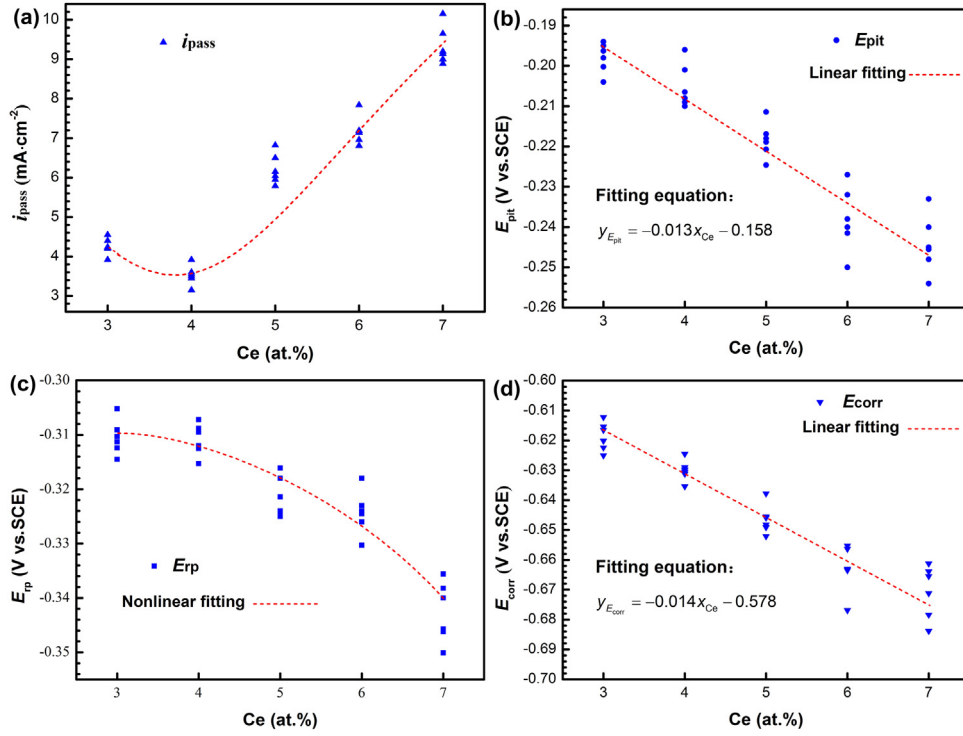 (a)
ipass
ipass (mA·cm-2)
10
9
8
7
6
5
4
3
3 4 5 6 7
Ce (at.%)
(b)
Epit
Linear fitting
Fitting equation：
yEpit = −0.013xCe − 0.158
Epit (V vs.SCE)
-0.19
-0.20
-0.21
-0.22
-0.23
-0.24
-0.25
-0.26
3 4 5 6 7
Ce (at.%)
(c)
Erp
Nonlinear fitting
Erp (V vs.SCE)
-0.30
-0.31
-0.32
-0.33
-0.34
-0.35
3 4 5 6 7
Ce (at.%)
(d)
Ecorr
Linear fitting
Fitting equation：
yEcorr = −0.014xCe − 0.578
Ecorr (V vs.SCE)
-0.60
-0.61
-0.62
-0.63
-0.64
-0.65
-0.66
-0.67
-0.68
-0.69
-0.70
3 4 5 6 7
Ce (at.%)